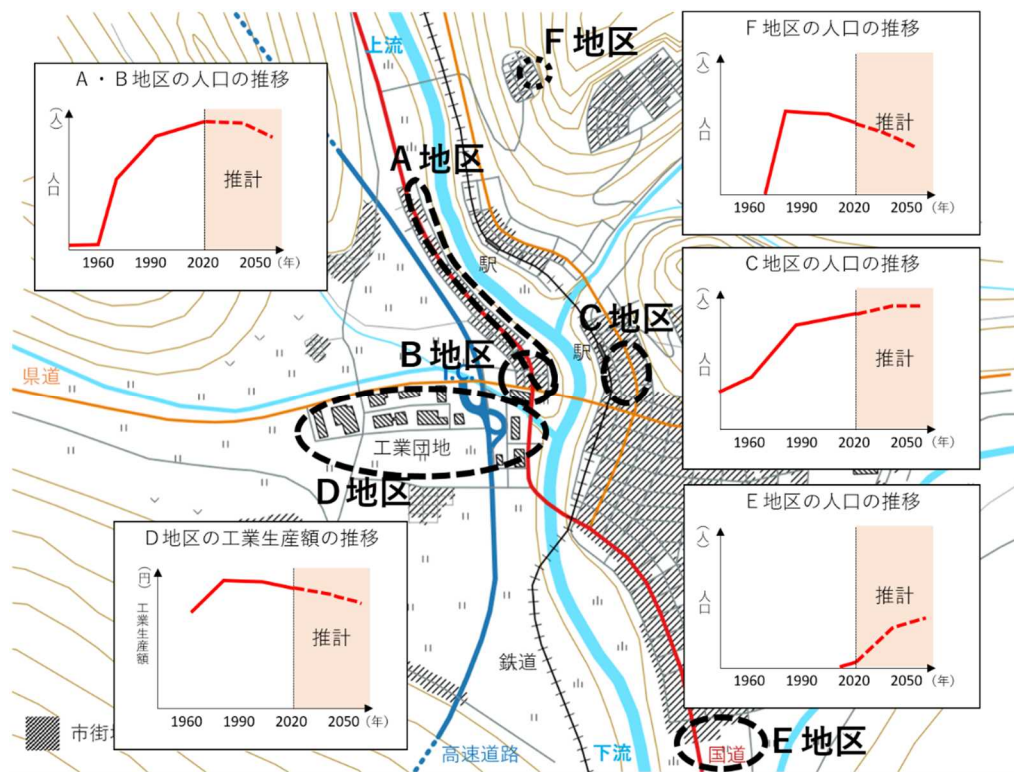 上流
F地区
A・B地区の人口の推移
(人)
人口
推計
1960 1990 2020 2050 (年)
F地区の人口の推移
(人)
人口
推計
1960 1990 2020 2050 (年)
A地区
駅
C地区
駅
B地区
I.C.
県道
C地区の人口の推移
(人)
人口
推計
1960 1990 2020 2050 (年)
工業団地
D地区
E地区の人口の推移
(人)
人口
推計
1960 1990 2020 2050 (年)
D地区の工業生産額の推移
(円)
工業生産額
推計
1960 1990 2020 2050 (年)
鉄道
市街
高速道路
下流
国道
E地区